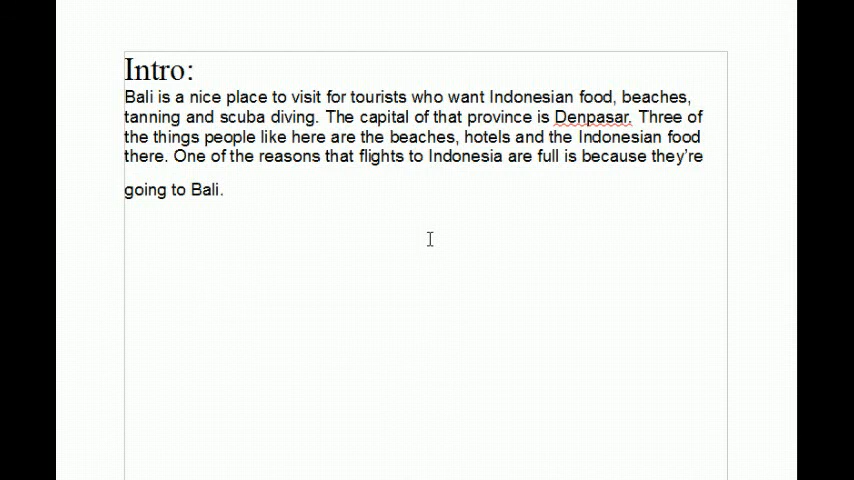 Intro:
Bali is a nice place to visit for tourists who want Indonesian food, beaches,
tanning and scuba diving. The capital of that province is Denpasar. Three of
the things people like here are the beaches, hotels and the Indonesian food
there. One of the reasons that flights to Indonesia are full is because they’re
going to Bali.